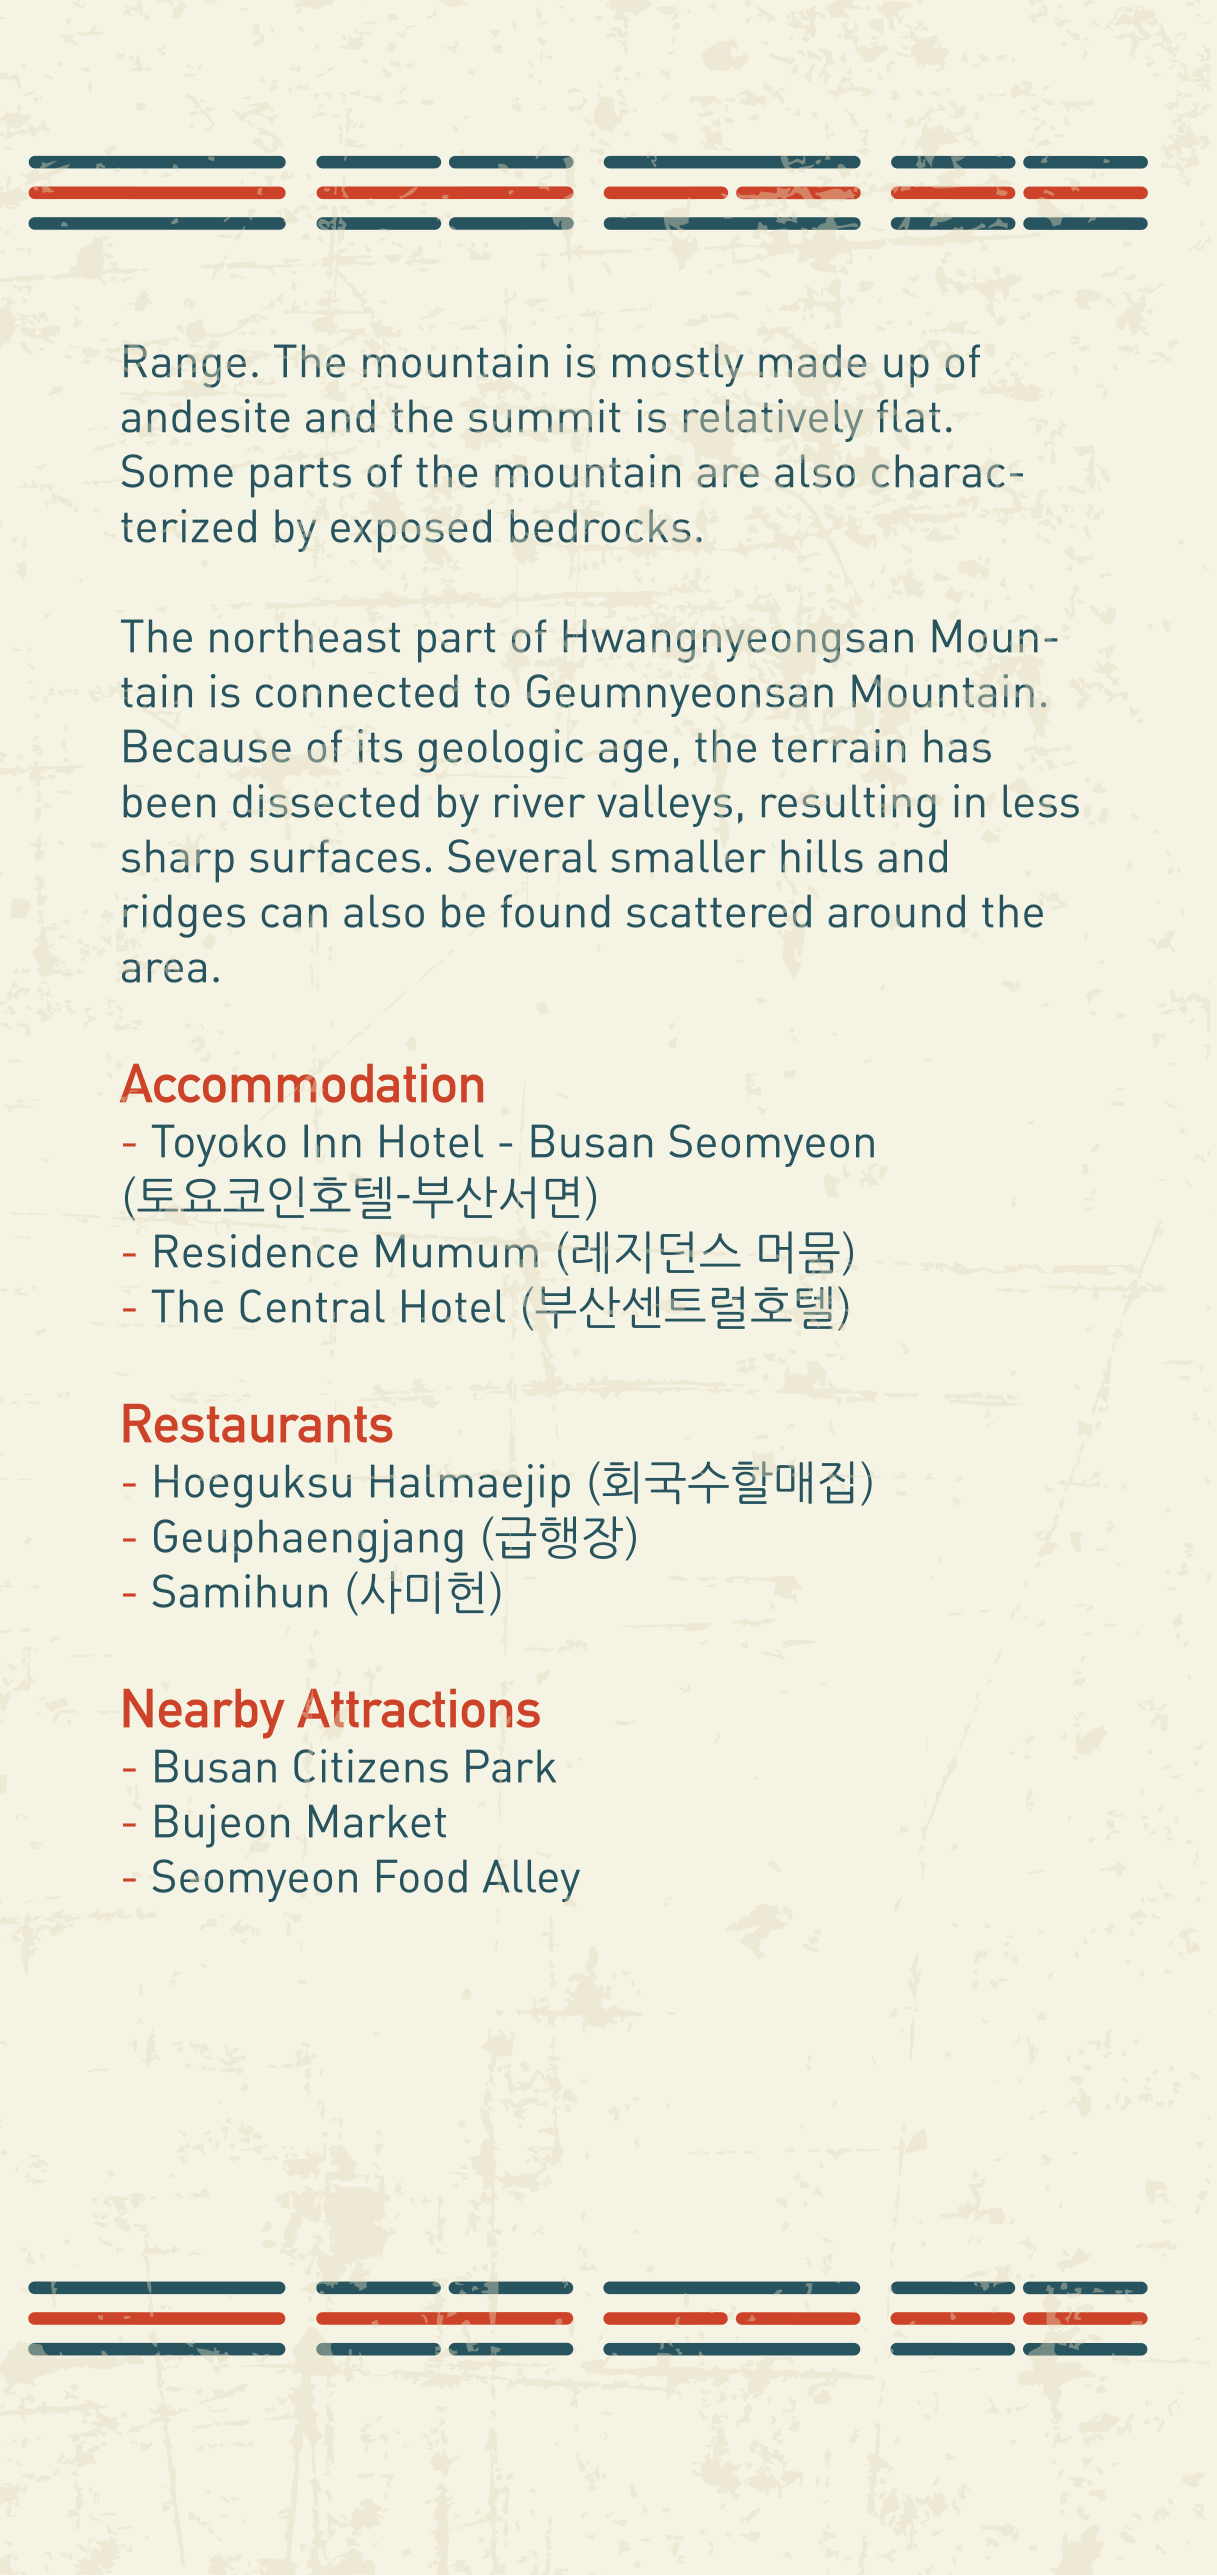 Range. The mountain is mostly made up of
andesite and the summit is relatively flat.
Some parts of the mountain are also charac-
terized by exposed bedrocks.
The northeast part of Hwangnyeongsan Moun-
tain is connected to Geumnyeonsan Mountain.
Because of its geologic age, the terrain has
been dissected by river valleys, resulting in less
sharp surfaces. Several smaller hills and
ridges can also be found scattered around the
area.
Accommodation
- Toyoko Inn Hotel - Busan Seomyeon
(토요코인호텔-부산서면)
- Residence Mumum (레지던스 머뭄)
- The Central Hotel (부산센트럴호텔)
Restaurants
- Hoeguksu Halmaejip (회국수할매집)
- Geuphaengjang (급행장)
- Samihun (사미헌)
Nearby Attractions
- Busan Citizens Park
- Bujeon Market
- Seomyeon Food Alley